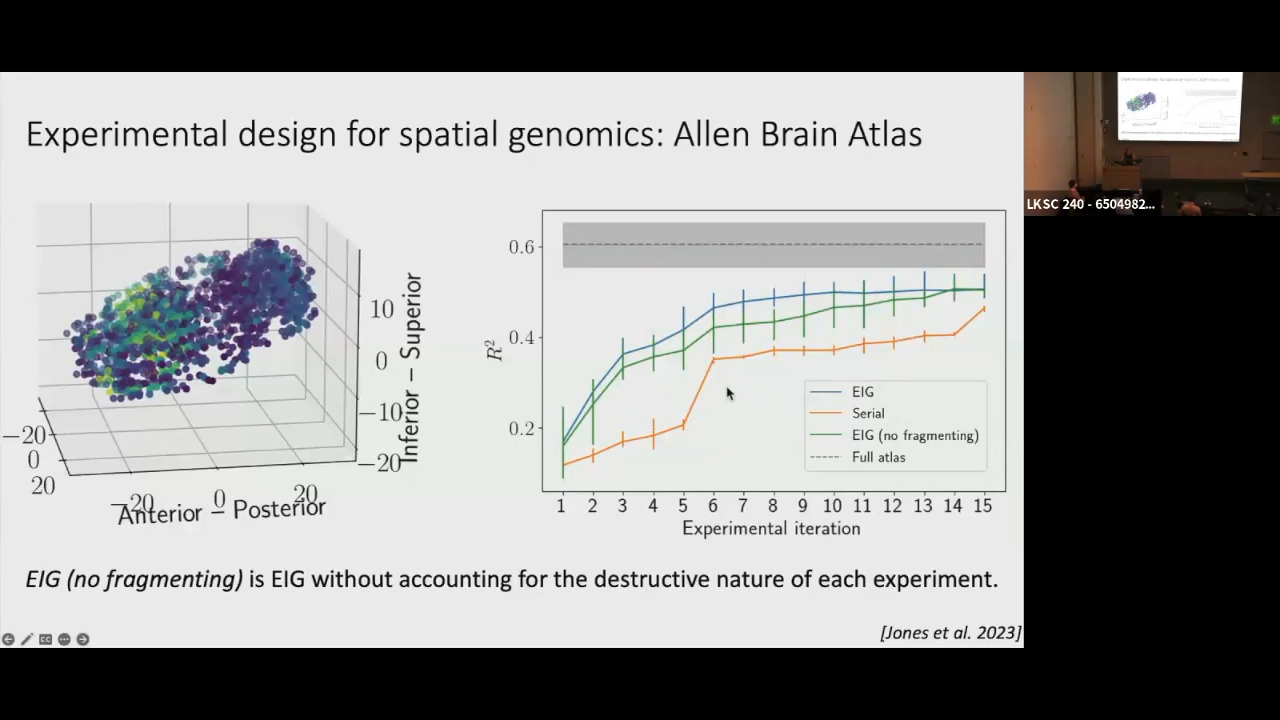 Experimental design for spatial genomics: Allen Brain Atlas
LKSC 240 - 6504982...
10
0
−10
−20
Inferior − Superior
−20
0
20
−20
0
20
Anterior − Posterior
0.6
0.4
0.2
R²
EIG
Serial
EIG (no fragmenting)
Full atlas
1 2 3 4 5 6 7 8 9 10 11 12 13 14 15
Experimental iteration
EIG (no fragmenting) is EIG without accounting for the destructive nature of each experiment.
CC
[Jones et al. 2023]